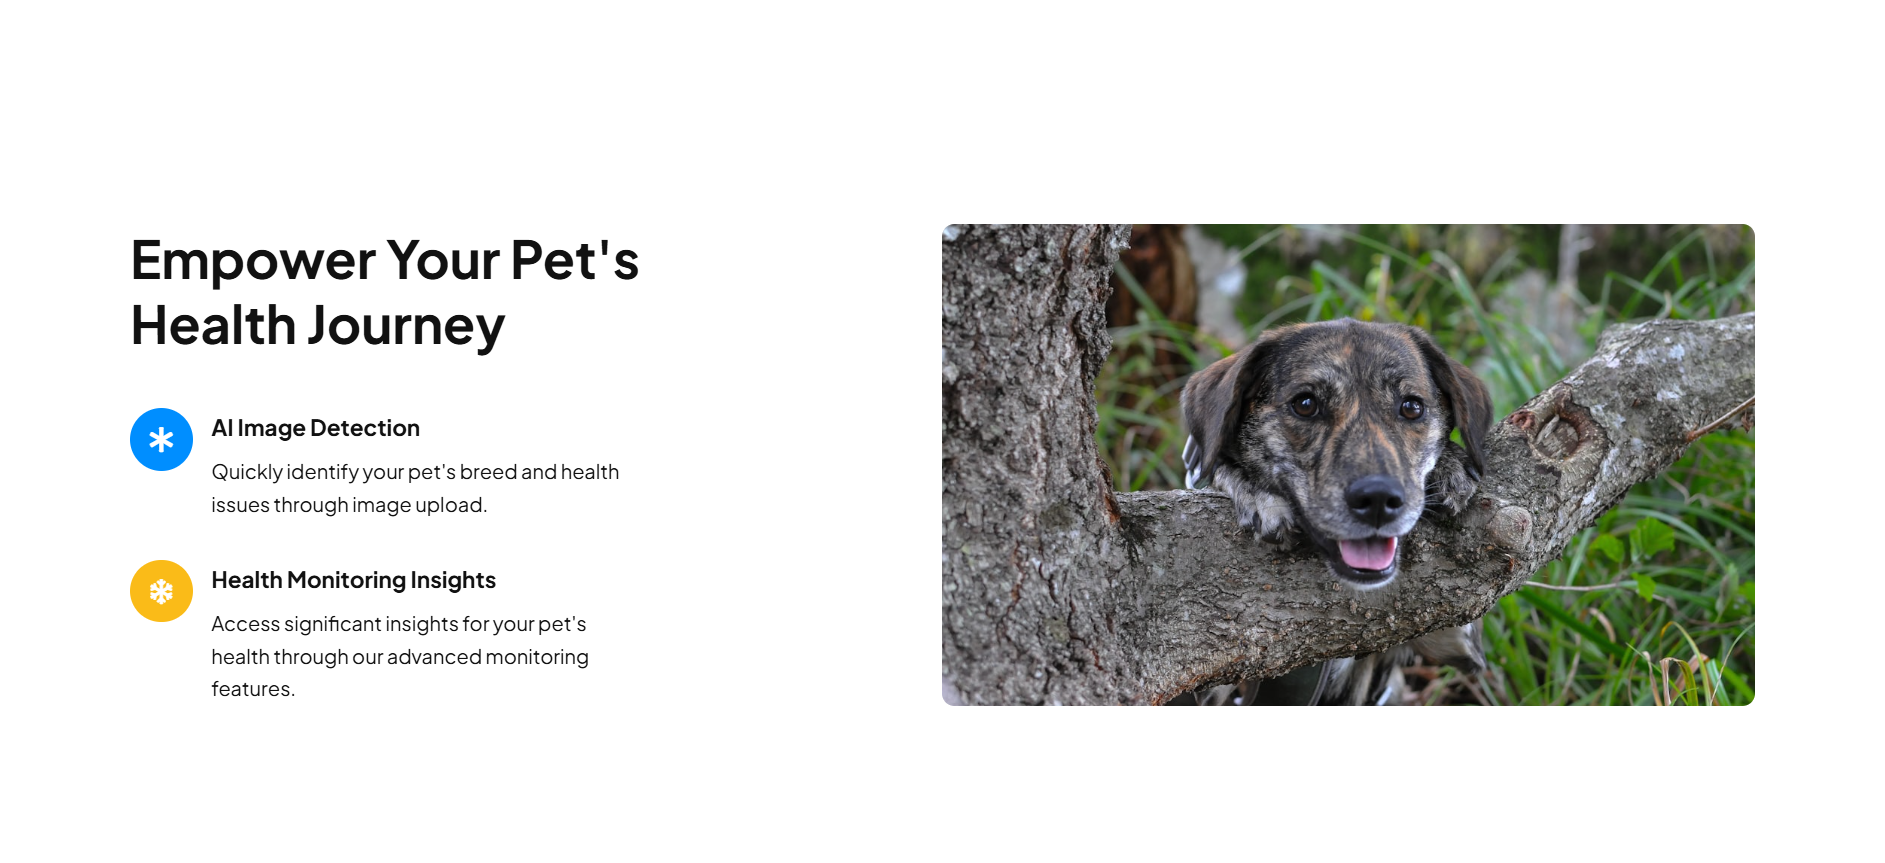 Empower Your Pet's
Health Journey
AI Image Detection
Quickly identify your pet's breed and health
issues through image upload.
Health Monitoring Insights
Access significant insights for your pet's
health through our advanced monitoring
features.